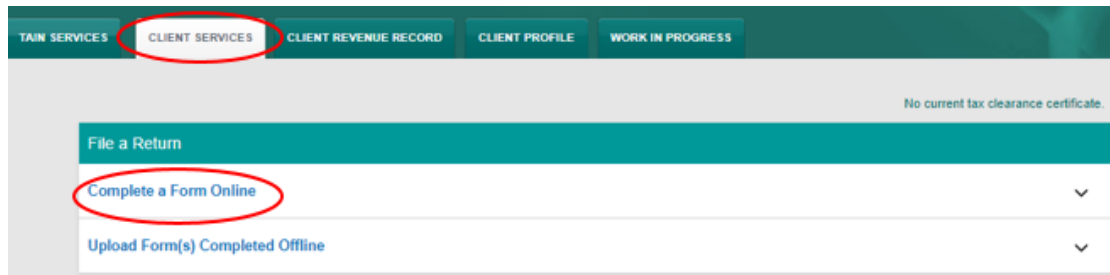 TAIN SERVICES CLIENT SERVICES CLIENT REVENUE RECORD CLIENT PROFILE WORK IN PROGRESS
No current tax clearance certificate.
File a Return
Complete a Form Online
Upload Form(s) Completed Offline